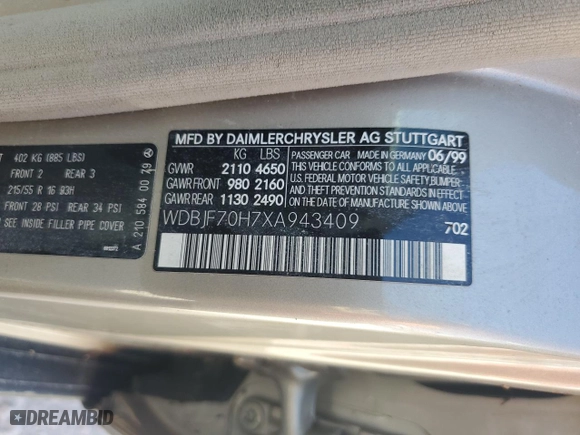 T 402 KG (885 LBS)
FRONT 2 REAR 3
215/55 R 16 93H
FRONT 28 PSI REAR 34 PSI
SEE INSIDE FILLER PIPE COVER
A 210 584 00 79
MFD BY DAIMLERCHRYSLER AG STUTTGART
KG LBS
GVWR 2110 4650
GAWR FRONT 980 2160
GAWR REAR 1130 2490
PASSENGER CAR MADE IN GERMANY 06/99
THIS VEHICLE CONFORMS TO ALL APPLICABLE
U.S. FEDERAL MOTOR VEHICLE SAFETY, BUMPER
AND THEFT PREVENTION STANDARDS IN EFFECT
ON THE DATE OF MANUFACTURE SHOWN ABOVE
WDBJF70H7XA943409
702
DREAMBID